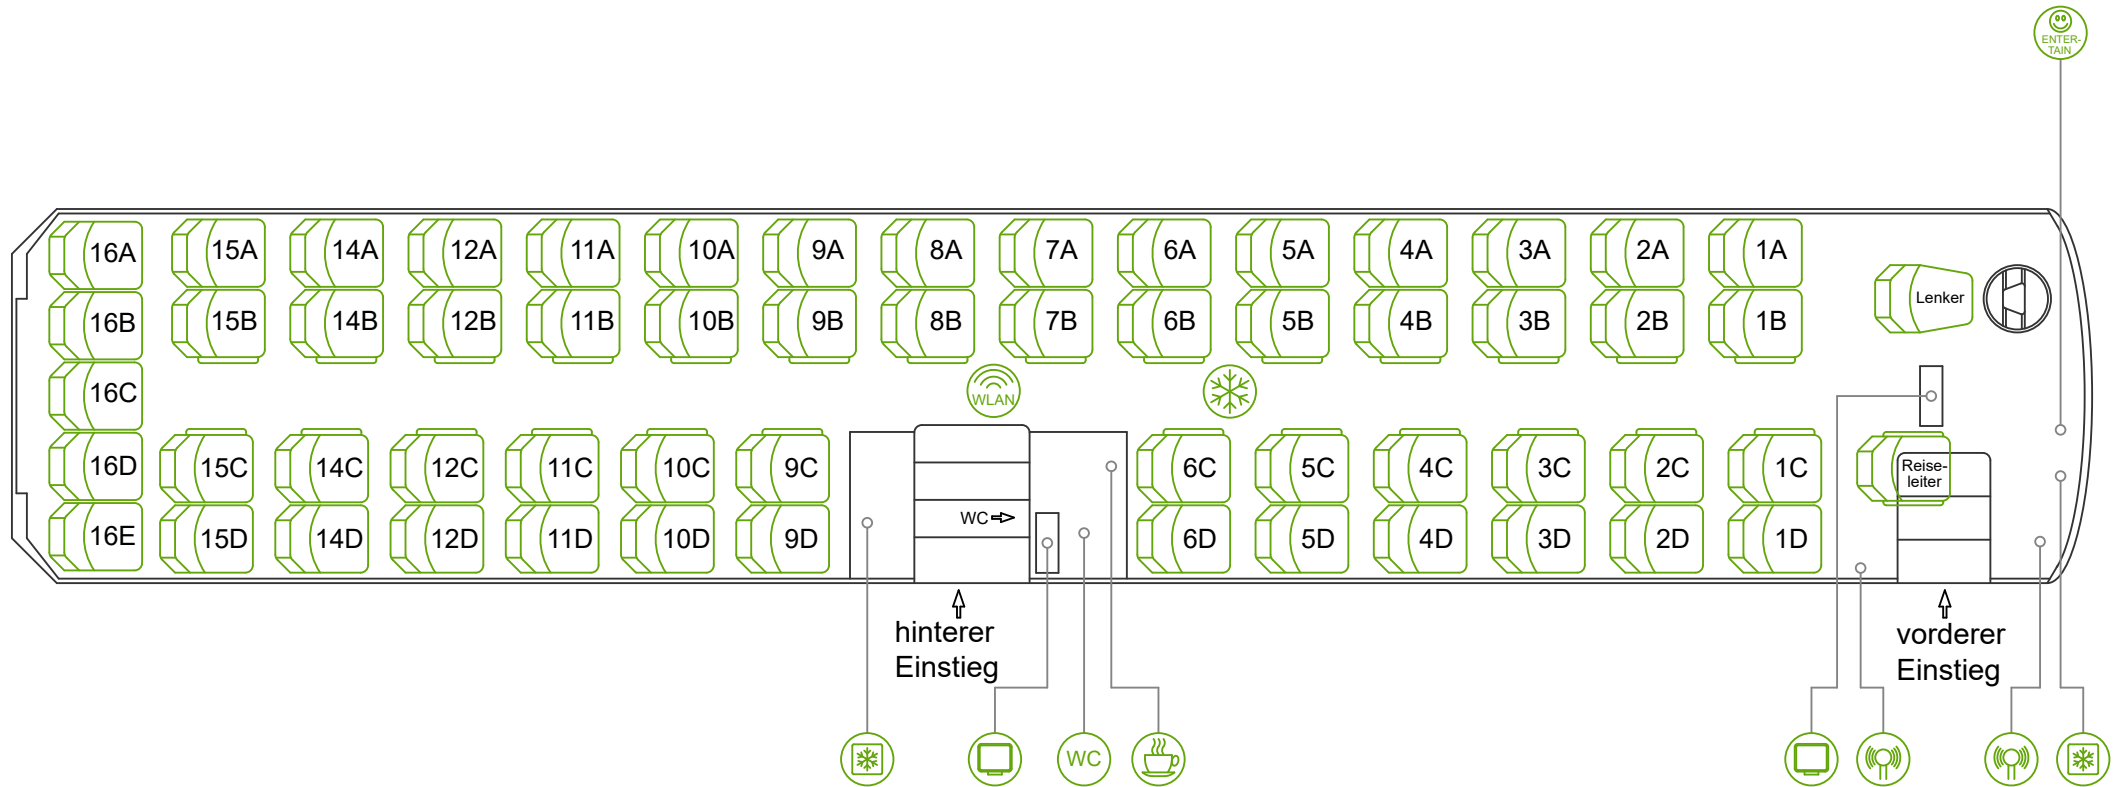 ENTER-
TAIN
16A 15A 14A 12A 11A 10A 9A 8A 7A 6A 5A 4A 3A 2A 1A
Lenker
16B 15B 14B 12B 11B 10B 9B 8B 7B 6B 5B 4B 3B 2B 1B
16C
WLAN
16D 15C 14C 12C 11C 10C 9C 6C 5C 4C 3C 2C 1C
Reise-
leiter
WC
16E 15D 14D 12D 11D 10D 9D 6D 5D 4D 3D 2D 1D
hinterer
Einstieg
vorderer
Einstieg
WC